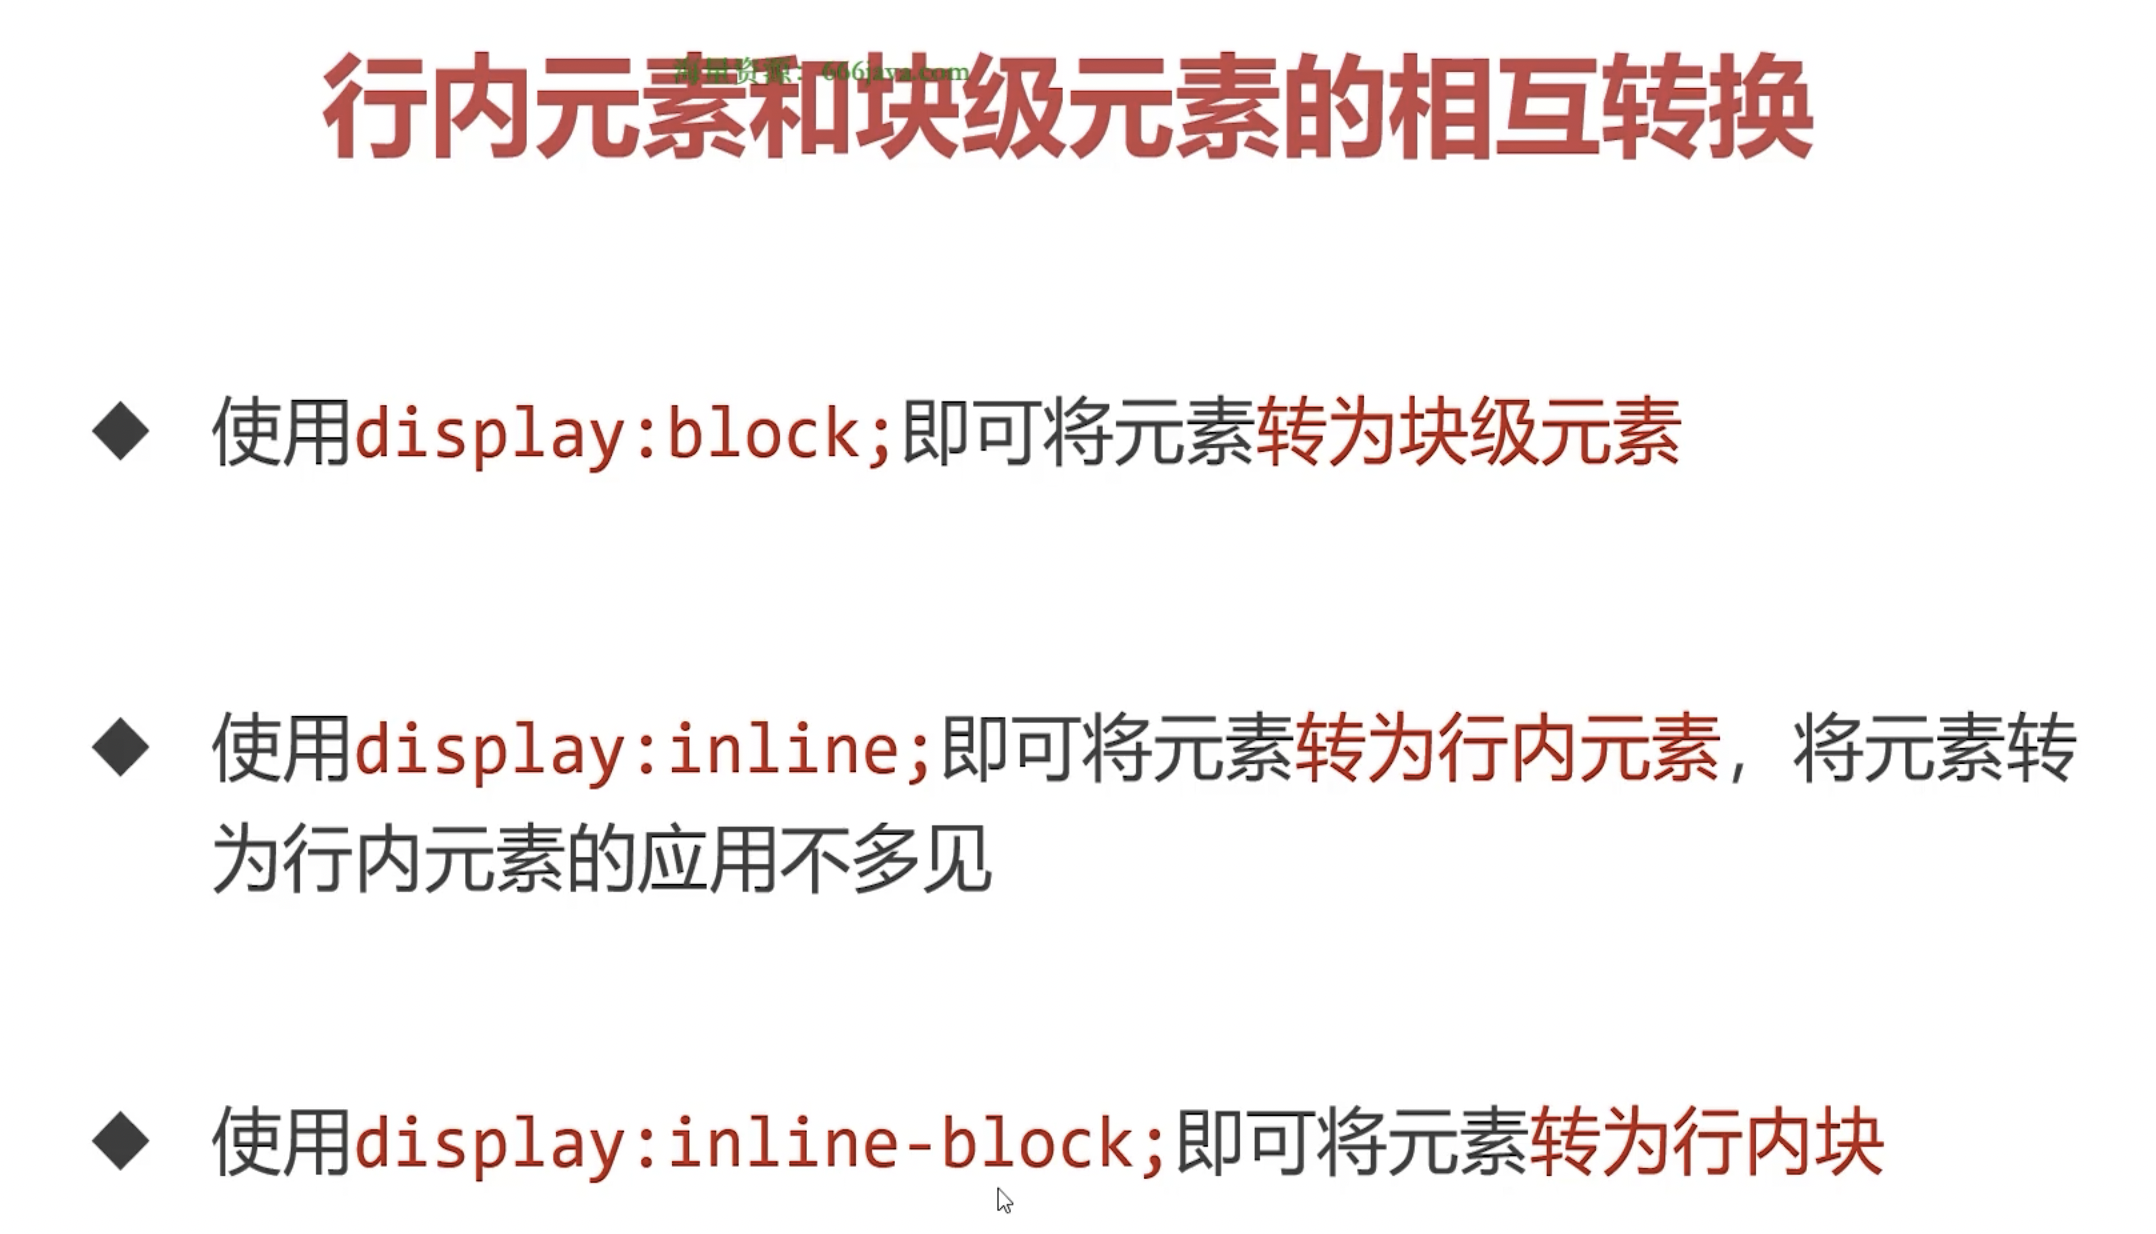 行内元素和块级元素的相互转换
海量资源：666java.com
使用display:block;即可将元素转为块级元素
使用display:inline;即可将元素转为行内元素，将元素转
为行内元素的应用不多见
使用display:inline-block;即可将元素转为行内块